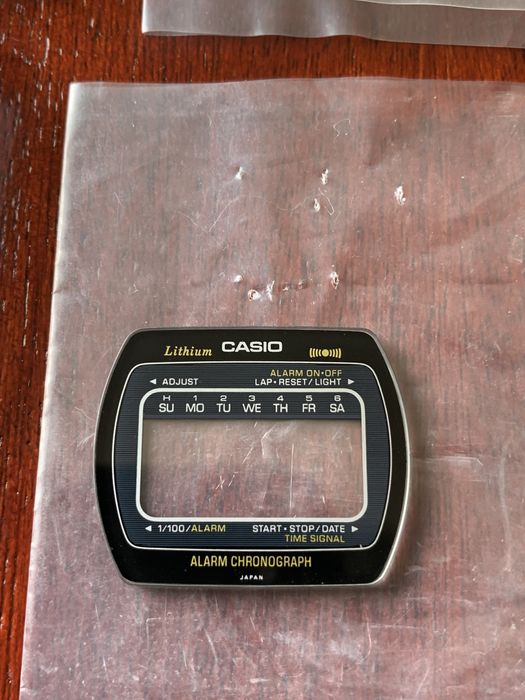 Lithium CASIO
ALARM ON•OFF
◄ ADJUST LAP•RESET/LIGHT ►
H 1 2 3 4 5 6
SU MO TU WE TH FR SA
◄ 1/100/ALARM START•STOP/DATE ►
TIME SIGNAL
ALARM CHRONOGRAPH
JAPAN